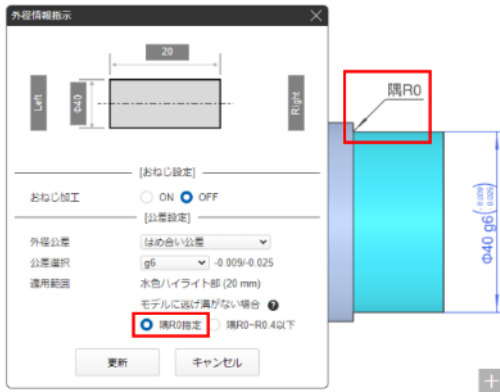 外径情報指示
20
Left
Φ40
Right
[おねじ設定]
おねじ加工 ON OFF
[公差設定]
外径公差 はめ合い公差
公差選択 g6 -0.009/-0.025
適用範囲 水色ハイライト部 (20 mm)
モデルに逃げ溝がない場合 ?
隅R0指定 隅R0~R0.4以下
更新 キャンセル
隅R0
Φ40 g6(-0.009 -0.025)